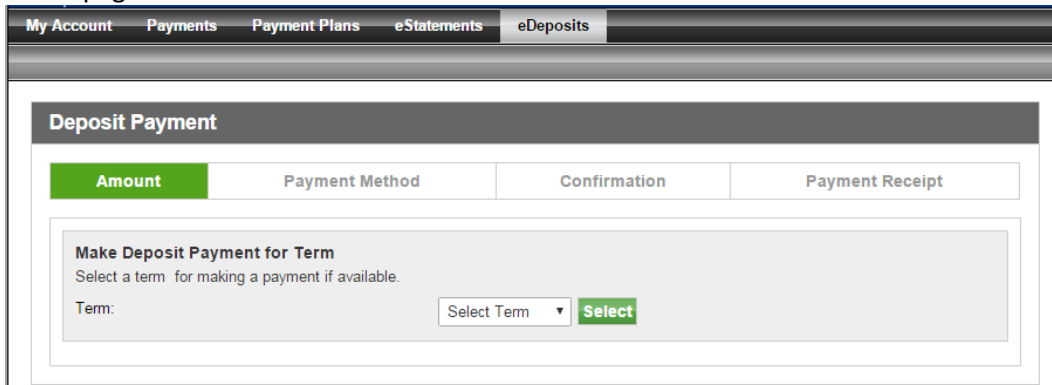 My Account Payments Payment Plans eStatements eDeposits
Deposit Payment
Amount Payment Method Confirmation Payment Receipt
Make Deposit Payment for Term
Select a term for making a payment if available.
Term: Select Term Select